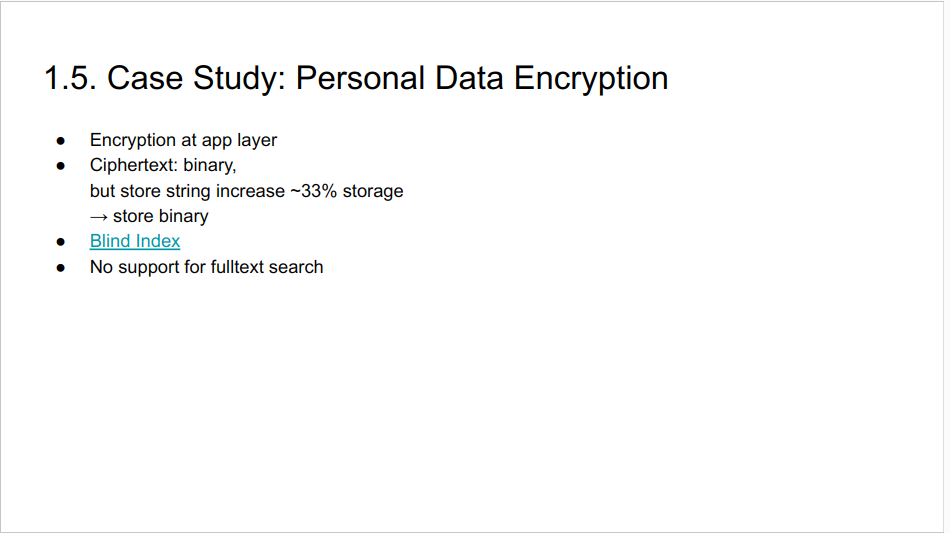 1.5. Case Study: Personal Data Encryption
● Encryption at app layer
● Ciphertext: binary,
but store string increase ~33% storage
→ store binary
● Blind Index
● No support for fulltext search